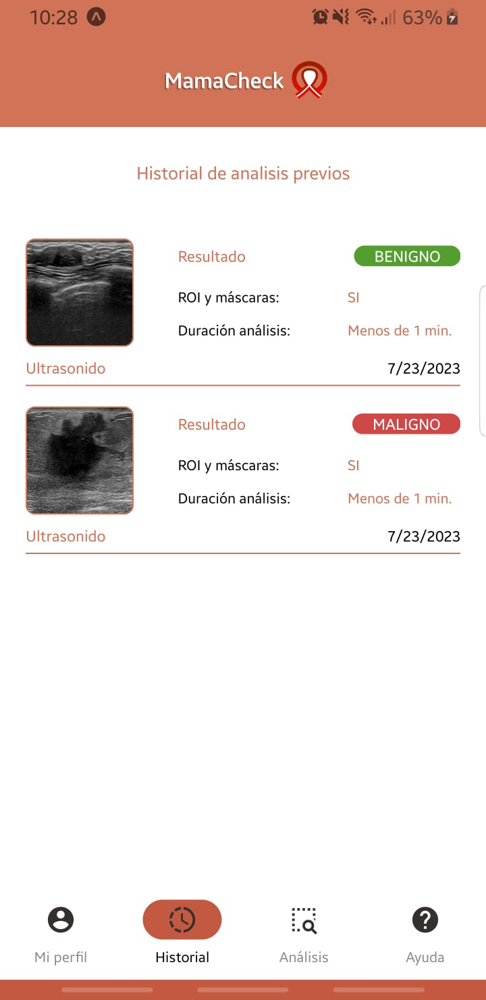 10:28 63%
MamaCheck
Historial de analisis previos
Resultado BENIGNO
ROI y máscaras: SI
Duración análisis: Menos de 1 min.
Ultrasonido 7/23/2023
Resultado MALIGNO
ROI y máscaras: SI
Duración análisis: Menos de 1 min.
Ultrasonido 7/23/2023
Mi perfil Historial Análisis Ayuda